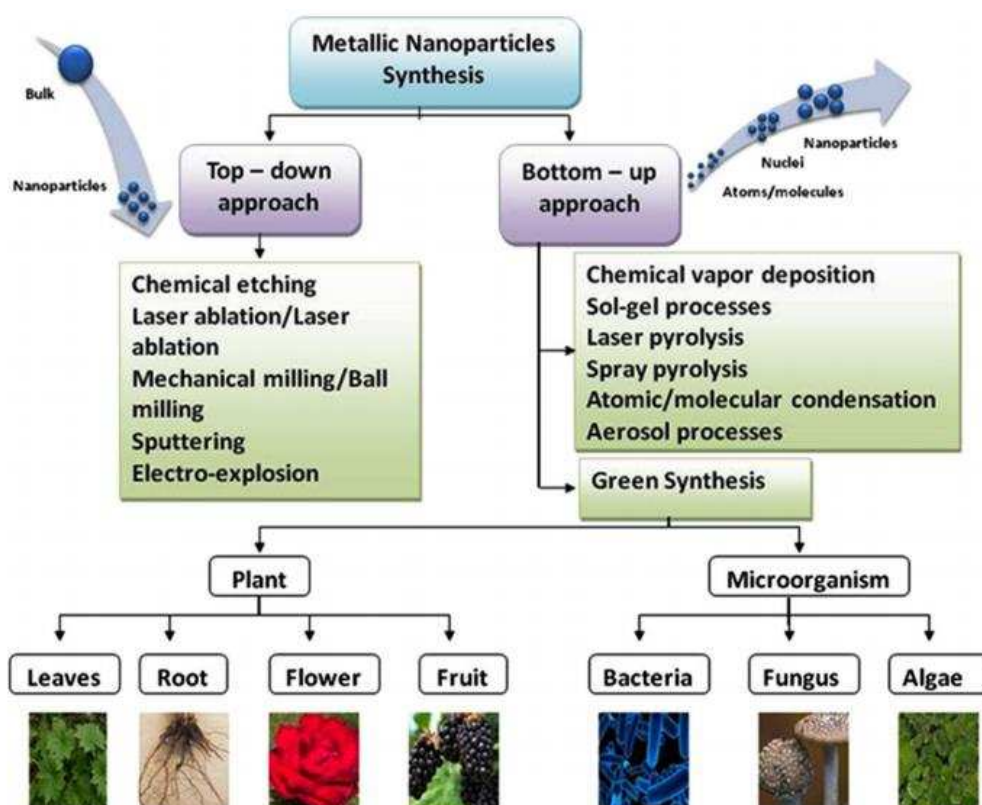 Metallic Nanoparticles
Synthesis
Bulk
Nanoparticles
Top – down
approach
Bottom – up
approach
Nanoparticles
Nuclei
Atoms/molecules
Chemical etching
Laser ablation/Laser
ablation
Mechanical milling/Ball
milling
Sputtering
Electro-explosion
Chemical vapor deposition
Sol-gel processes
Laser pyrolysis
Spray pyrolysis
Atomic/molecular condensation
Aerosol processes
Green Synthesis
Plant
Microorganism
Leaves
Root
Flower
Fruit
Bacteria
Fungus
Algae